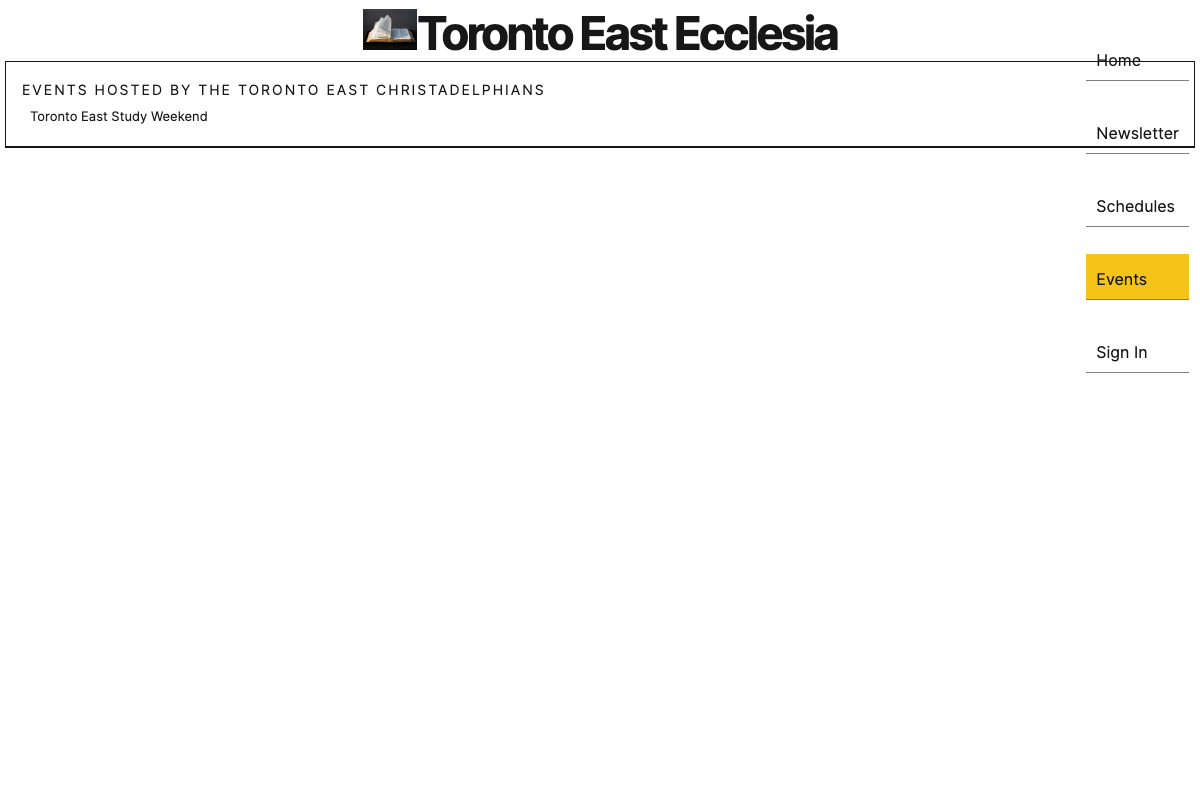 Toronto East Ecclesia
Home
EVENTS HOSTED BY THE TORONTO EAST CHRISTADELPHIANS
Toronto East Study Weekend
Newsletter
Schedules
Events
Sign In